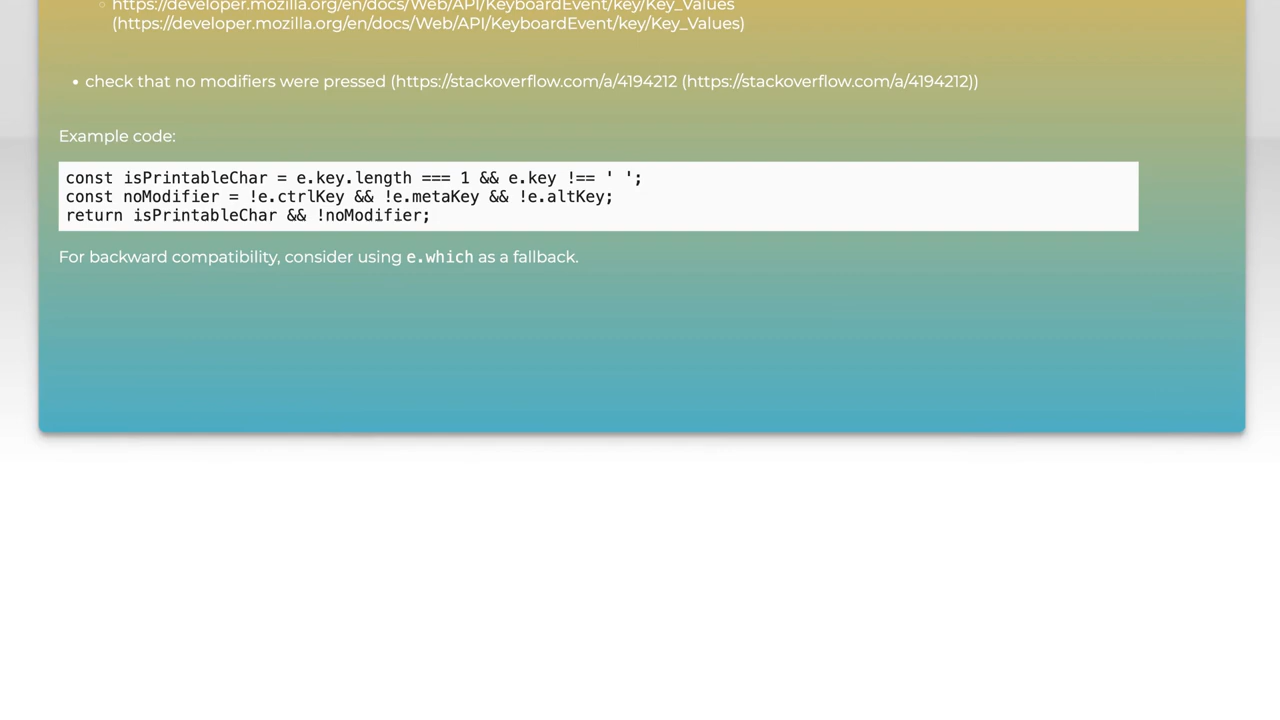 ◦ https://developer.mozilla.org/en/docs/Web/API/KeyboardEvent/key/Key_Values
(https://developer.mozilla.org/en/docs/Web/API/KeyboardEvent/key/Key_Values)
• check that no modifiers were pressed (https://stackoverflow.com/a/4194212 (https://stackoverflow.com/a/4194212))
Example code:
const isPrintableChar = e.key.length === 1 && e.key !== ' ';
const noModifier = !e.ctrlKey && !e.metaKey && !e.altKey;
return isPrintableChar && !noModifier;
For backward compatibility, consider using e.which as a fallback.